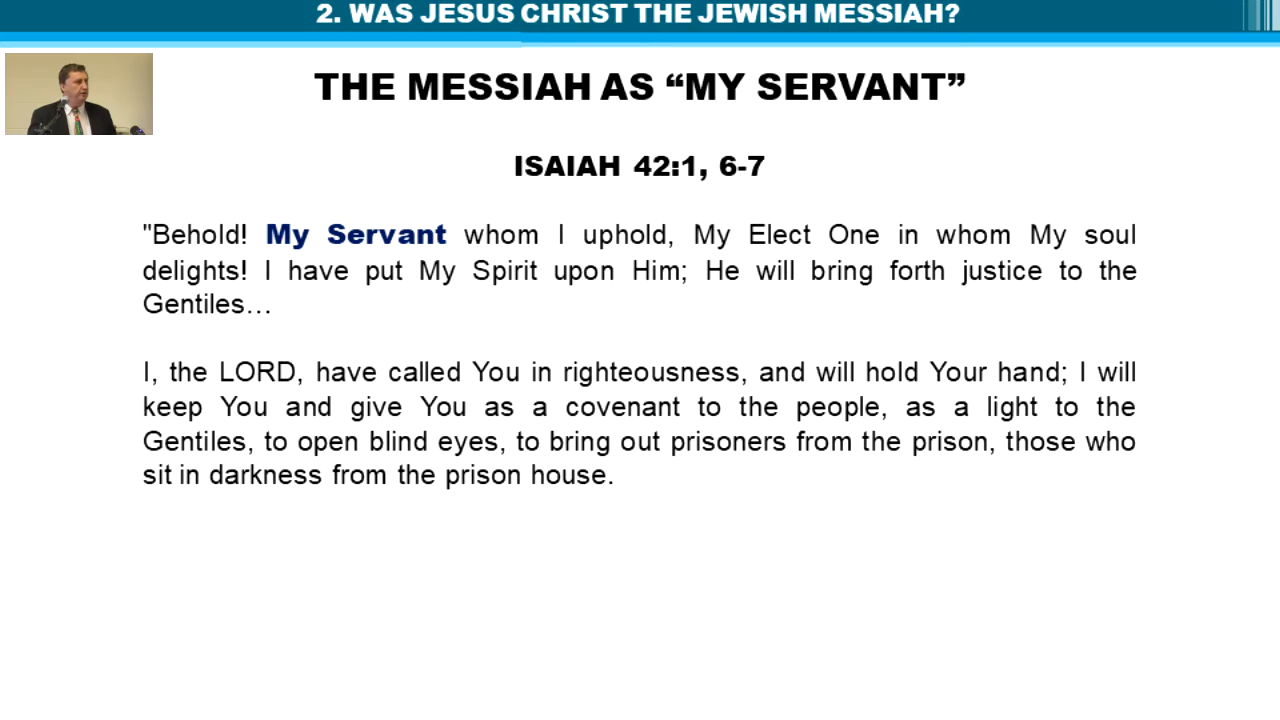 2. WAS JESUS CHRIST THE JEWISH MESSIAH?
THE MESSIAH AS “MY SERVANT”
ISAIAH 42:1, 6-7
"Behold! My Servant whom I uphold, My Elect One in whom My soul
delights! I have put My Spirit upon Him; He will bring forth justice to the
Gentiles…
I, the LORD, have called You in righteousness, and will hold Your hand; I will
keep You and give You as a covenant to the people, as a light to the
Gentiles, to open blind eyes, to bring out prisoners from the prison, those who
sit in darkness from the prison house.